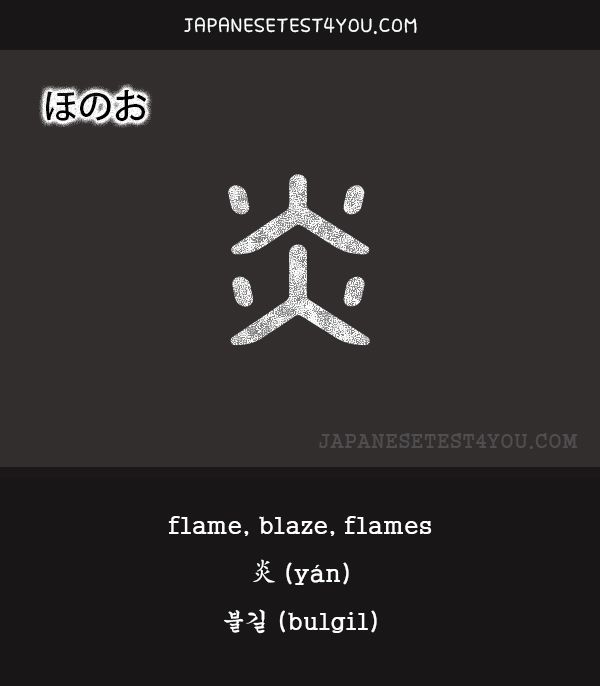 JAPANESETEST4YOU.COM
ほのお
炎
JAPANESETEST4YOU.COM
flame, blaze, flames
炎 (yán)
불길 (bulgil)